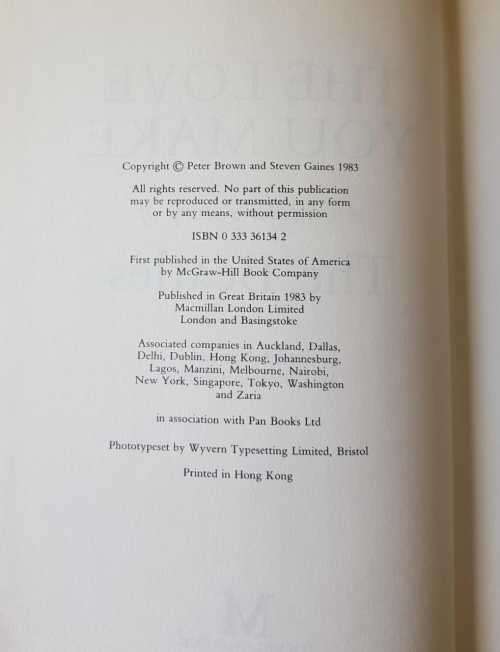 Copyright © Peter Brown and Steven Gaines 1983
All rights reserved. No part of this publication
may be reproduced or transmitted, in any form
or by any means, without permission
ISBN 0 333 36134 2
First published in the United States of America
by McGraw-Hill Book Company
Published in Great Britain 1983 by
Macmillan London Limited
London and Basingstoke
Associated companies in Auckland, Dallas,
Delhi, Dublin, Hong Kong, Johannesburg,
Lagos, Manzini, Melbourne, Nairobi,
New York, Singapore, Tokyo, Washington
and Zaria
in association with Pan Books Ltd
Phototypeset by Wyvern Typesetting Limited, Bristol
Printed in Hong Kong